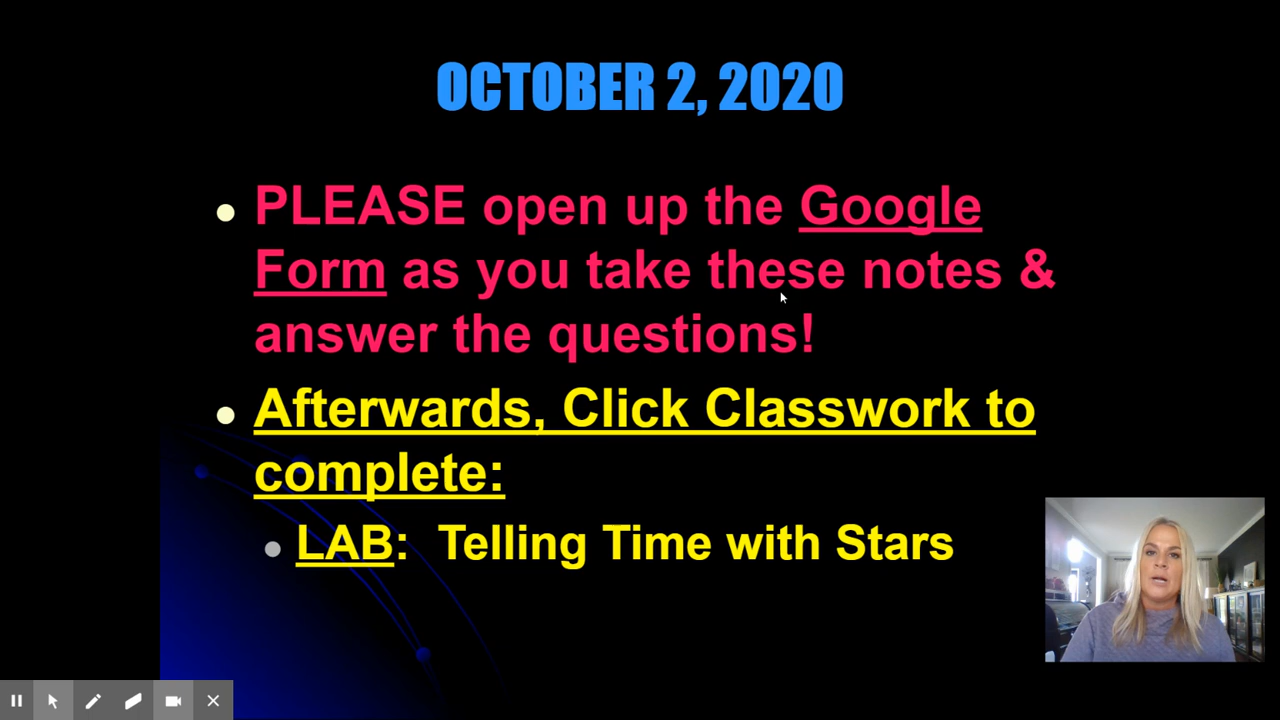 OCTOBER 2, 2020
PLEASE open up the Google
Form as you take these notes &
answer the questions!
Afterwards, Click Classwork to
complete:
LAB: Telling Time with Stars